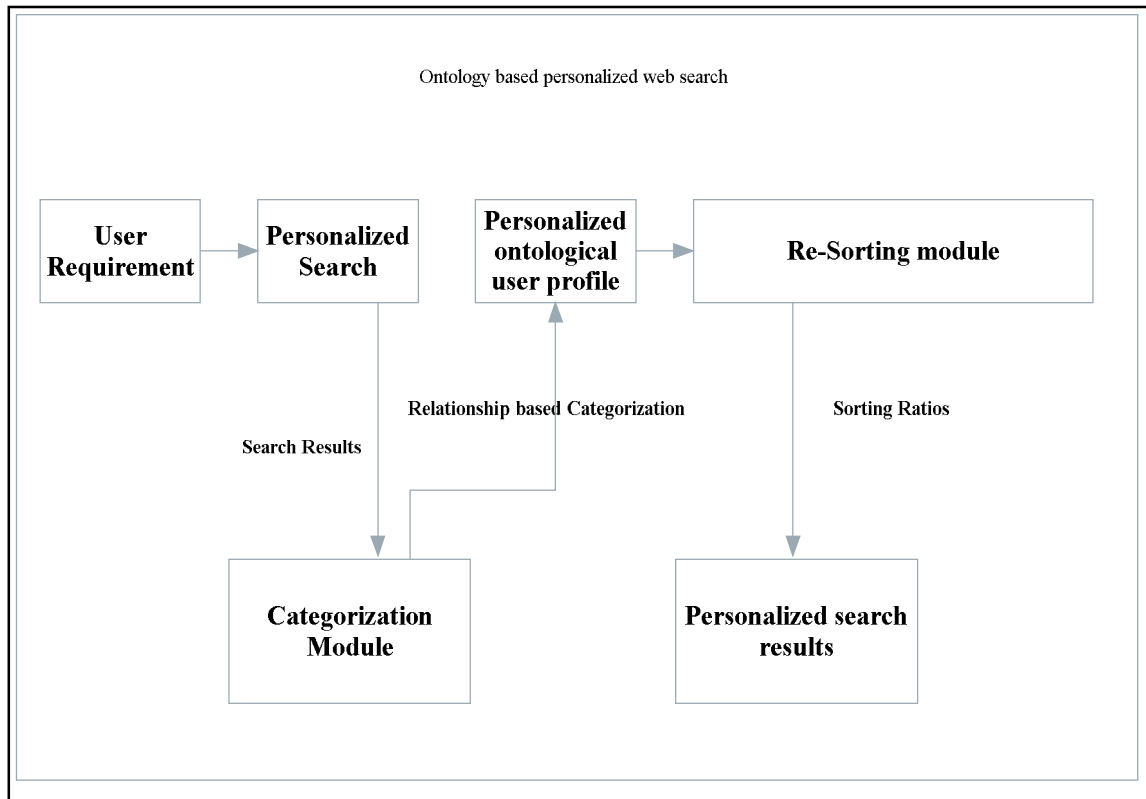 Ontology based personalized web search
User
Requirement
Personalized
Search
Personalized
ontological
user profile
Re-Sorting module
Relationship based Categorization
Sorting Ratios
Search Results
Categorization
Module
Personalized search
results